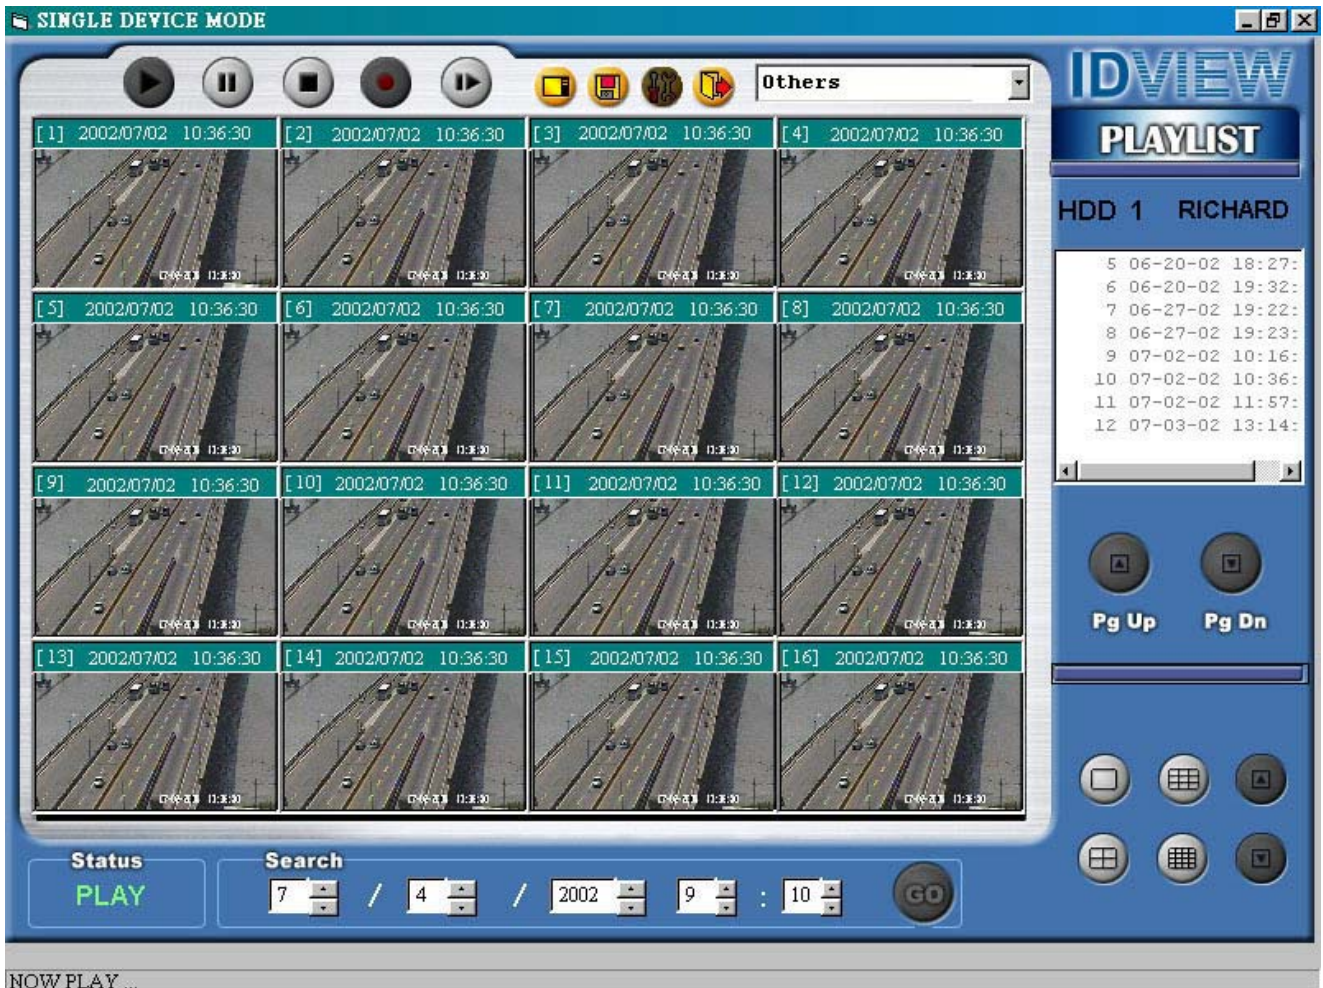 SINGLE DEVICE MODE
Others
IDVIEW
PLAYLIST
HDD 1 RICHARD
5 06-20-02 18:27:
6 06-20-02 19:32:
7 06-27-02 19:22:
8 06-27-02 19:23:
9 07-02-02 10:16:
10 07-02-02 10:36:
11 07-02-02 11:57:
12 07-03-02 13:14:
[1] 2002/07/02 10:36:30
[2] 2002/07/02 10:36:30
[3] 2002/07/02 10:36:30
[4] 2002/07/02 10:36:30
[5] 2002/07/02 10:36:30
[6] 2002/07/02 10:36:30
[7] 2002/07/02 10:36:30
[8] 2002/07/02 10:36:30
[9] 2002/07/02 10:36:30
[10] 2002/07/02 10:36:30
[11] 2002/07/02 10:36:30
[12] 2002/07/02 10:36:30
[13] 2002/07/02 10:36:30
[14] 2002/07/02 10:36:30
[15] 2002/07/02 10:36:30
[16] 2002/07/02 10:36:30
Pg Up Pg Dn
Status
PLAY
Search
7 / 4 / 2002 9 : 10
GO
NOW PLAY ...